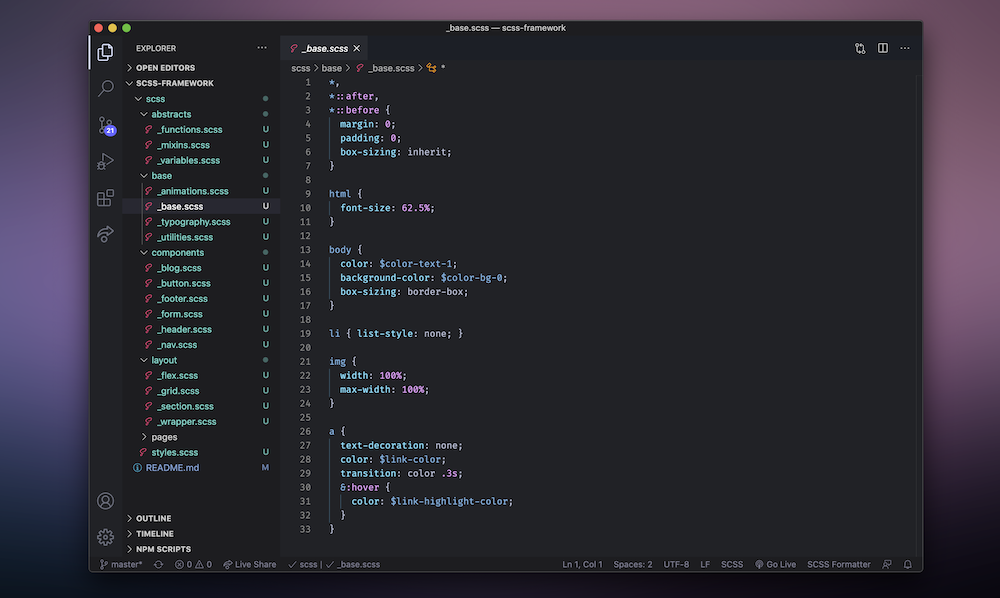 _base.scss — scss-framework
EXPLORER
OPEN EDITORS
SCSS-FRAMEWORK
scss
abstracts
_functions.scss U
_mixins.scss U
_variables.scss U
base
_animations.scss U
_base.scss U
_typography.scss U
_utilities.scss U
components
_blog.scss U
_button.scss U
_footer.scss U
_form.scss U
_header.scss U
_nav.scss U
layout
_flex.scss U
_grid.scss U
_section.scss U
_wrapper.scss U
pages
styles.scss U
README.md M
OUTLINE
TIMELINE
NPM SCRIPTS
21
_base.scss
scss > base > _base.scss > *
1 *,
2 *::after,
3 *::before {
4 margin: 0;
5 padding: 0;
6 box-sizing: inherit;
7 }
8
9 html {
10 font-size: 62.5%;
11 }
12
13 body {
14 color: $color-text-1;
15 background-color: $color-bg-0;
16 box-sizing: border-box;
17 }
18
19 li { list-style: none; }
20
21 img {
22 width: 100%;
23 max-width: 100%;
24 }
25
26 a {
27 text-decoration: none;
28 color: $link-color;
29 transition: color .3s;
30 &:hover {
31 color: $link-highlight-color;
32 }
33 }
master* 0 0 Live Share scss | _base.scss Ln 1, Col 1 Spaces: 2 UTF-8 LF SCSS Go Live SCSS Formatter